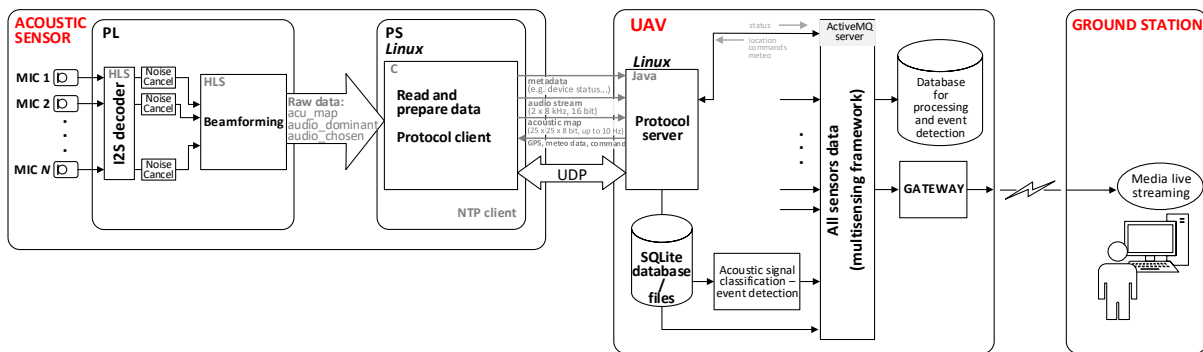 ACOUSTIC
SENSOR
PL
MIC 1
MIC 2
MIC N
HLS
I2S decoder
Noise
Cancel
Noise
Cancel
Noise
Cancel
HLS
Beamforming
Raw data:
acu_map
audio_dominant
audio_chosen
PS
Linux
C
Read and
prepare data
Protocol client
NTP client
metadata
(e.g. device status...)
audio stream
(2 x 8 kHz, 16 bit)
acoustic map
(25 x 25 x 8 bit, up to 10 Hz)
GPS, meteo data, command
UDP
UAV
Linux
Java
Protocol
server
SQLite
database
/
files
Acoustic signal
classification –
event detection
status
location
commands
meteo
ActiveMQ
server
All sensors data
(multisensing framework)
Database
for
processing
and event
detection
GATEWAY
GROUND STATION
Media live
streaming